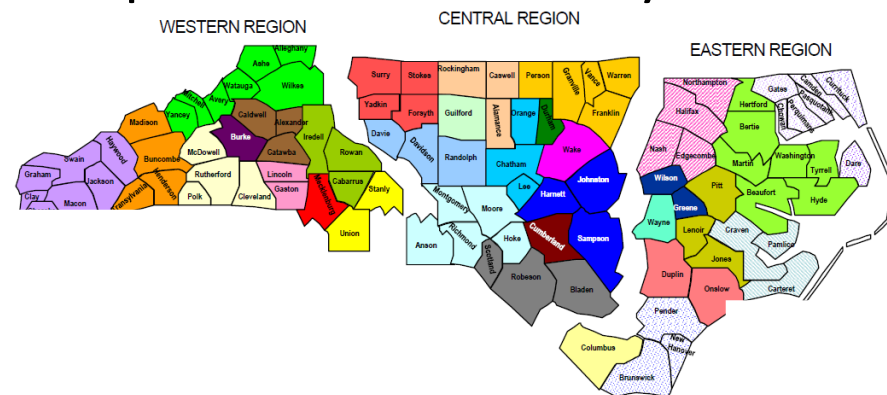 WESTERN REGION
CENTRAL REGION
EASTERN REGION
Alleghany
Ashe
Watauga
Wilkes
Mitchell
Avery
Yancey
Caldwell
Alexander
Madison
Burke
Iredell
McDowell
Catawba
Rowan
Buncombe
Haywood
Swain
Rutherford
Lincoln
Graham
Jackson
Henderson
Gaston
Cabarrus
Stanly
Mecklenburg
Clay
Macon
Transylvania
Polk
Cleveland
Union
Surry
Stokes
Rockingham
Caswell
Person
Granville
Vance
Warren
Yadkin
Forsyth
Guilford
Alamance
Orange
Durham
Franklin
Davie
Davidson
Randolph
Chatham
Wake
Lee
Johnston
Harnett
Montgomery
Moore
Anson
Richmond
Hoke
Cumberland
Sampson
Scotland
Robeson
Bladen
Northampton
Gates
Camden
Currituck
Pasquotank
Perquimans
Chowan
Hertford
Halifax
Bertie
Nash
Edgecombe
Martin
Washington
Tyrrell
Dare
Wilson
Pitt
Beaufort
Hyde
Greene
Wayne
Lenoir
Craven
Pamlico
Jones
Duplin
Onslow
Carteret
Pender
New
Hanover
Columbus
Brunswick